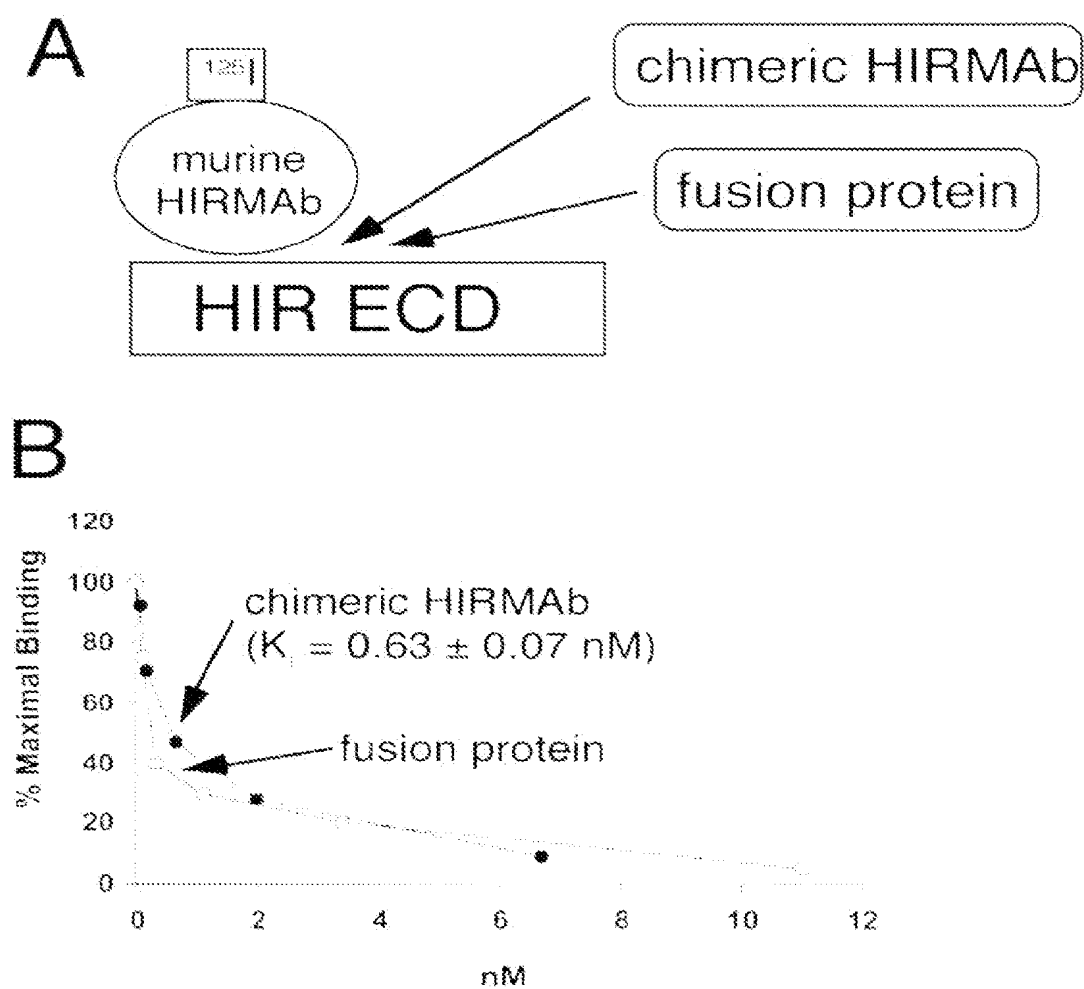 A
125I
chimeric HIRMAb
murine
HIRMAb
fusion protein
HIR ECD
B
120
100
80
60
40
20
0
% Maximal Binding
chimeric HIRMAb
(Ki = 0.63 ± 0.07 nM)
fusion protein
0 2 4 6 8 10 12
nM